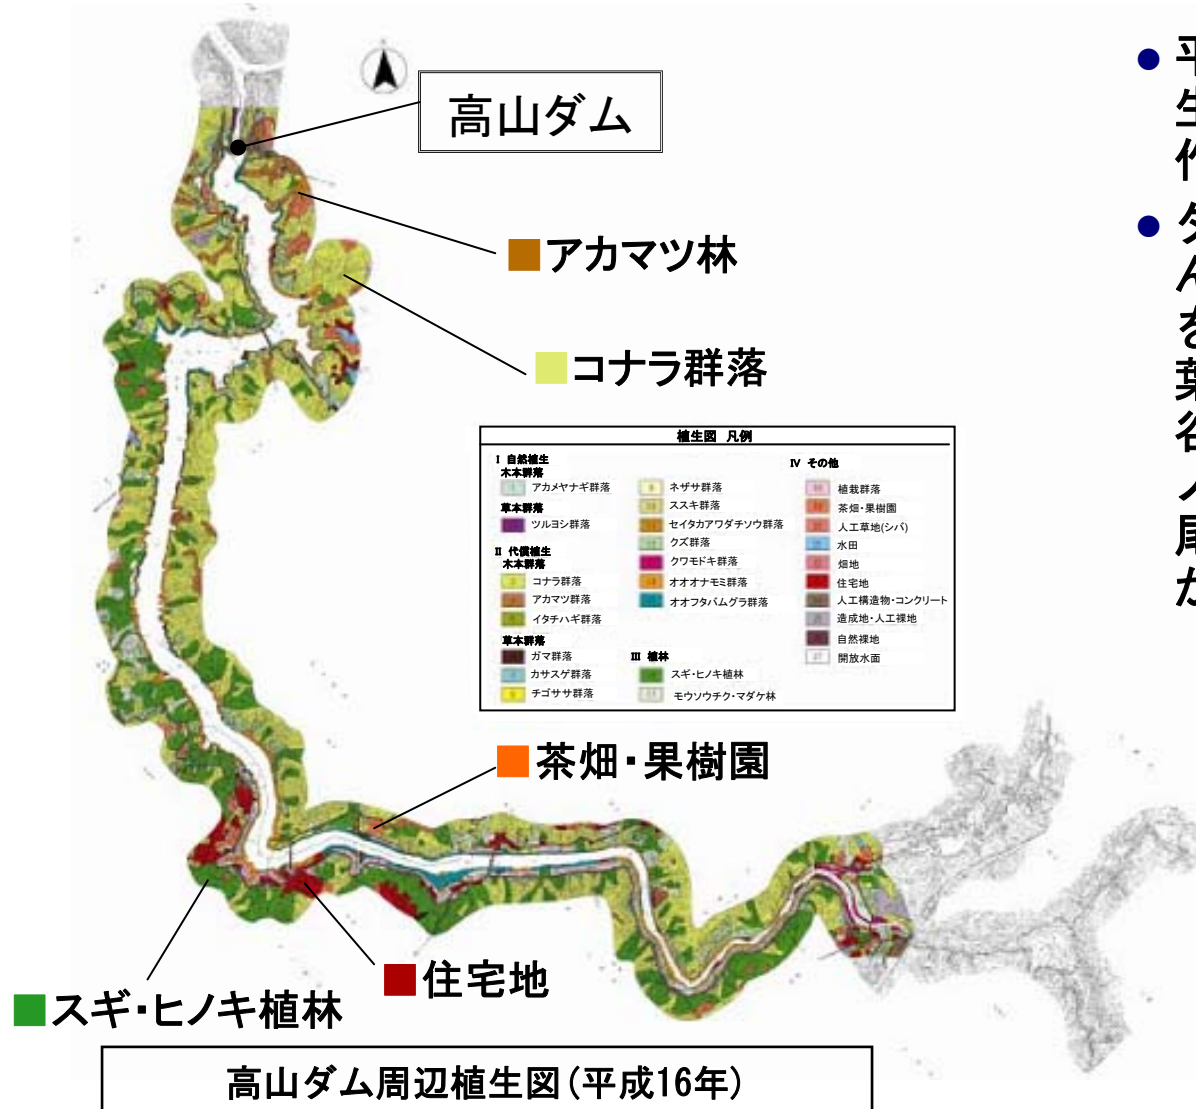 高山ダム
■アカマツ林
■コナラ群落
植生図 凡例
I 自然植生
木本群落
アカメヤナギ群落
草本群落
ツルヨシ群落
II 代償植生
木本群落
コナラ群落
アカマツ群落
イタチハギ群落
草本群落
ガマ群落
カサスゲ群落
チゴササ群落
ネザサ群落
ススキ群落
セイタカアワダチソウ群落
クズ群落
クワモドキ群落
オオオナモミ群落
オオフタバムグラ群落
III 植林
スギ・ヒノキ植林
モウソウチク・マダケ林
IV その他
植栽群落
茶畑・果樹園
人工草地(シバ)
水田
畑地
住宅地
人工構造物・コンクリート
造成地・人工裸地
自然裸地
開放水面
■茶畑・果樹園
■住宅地
■スギ・ヒノキ植林
高山ダム周辺植生図(平成16年)
● 平
生
作
● ダ
ん
を
葉
谷
ノ
尾
が